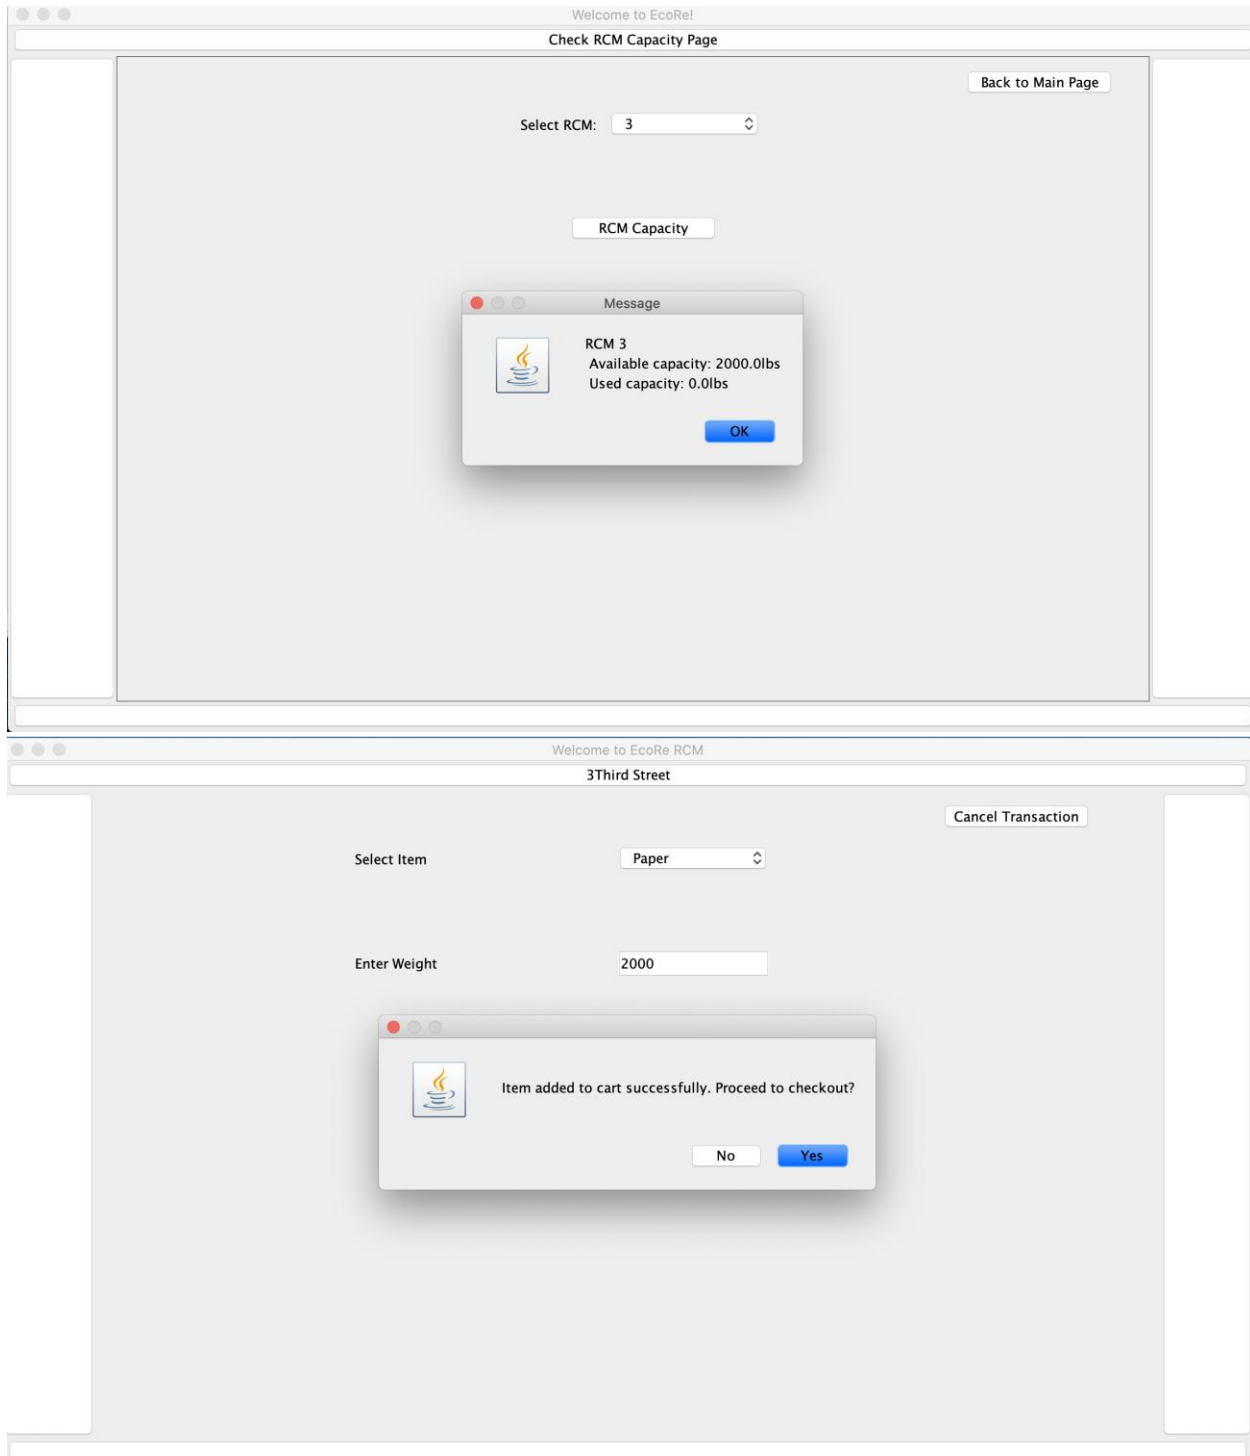 Welcome to EcoRe!
Check RCM Capacity Page
Back to Main Page
Select RCM: 3
RCM Capacity
Message
RCM 3
Available capacity: 2000.0lbs
Used capacity: 0.0lbs
OK
Welcome to EcoRe RCM
3Third Street
Cancel Transaction
Select Item Paper
Enter Weight 2000
Item added to cart successfully. Proceed to checkout?
No Yes